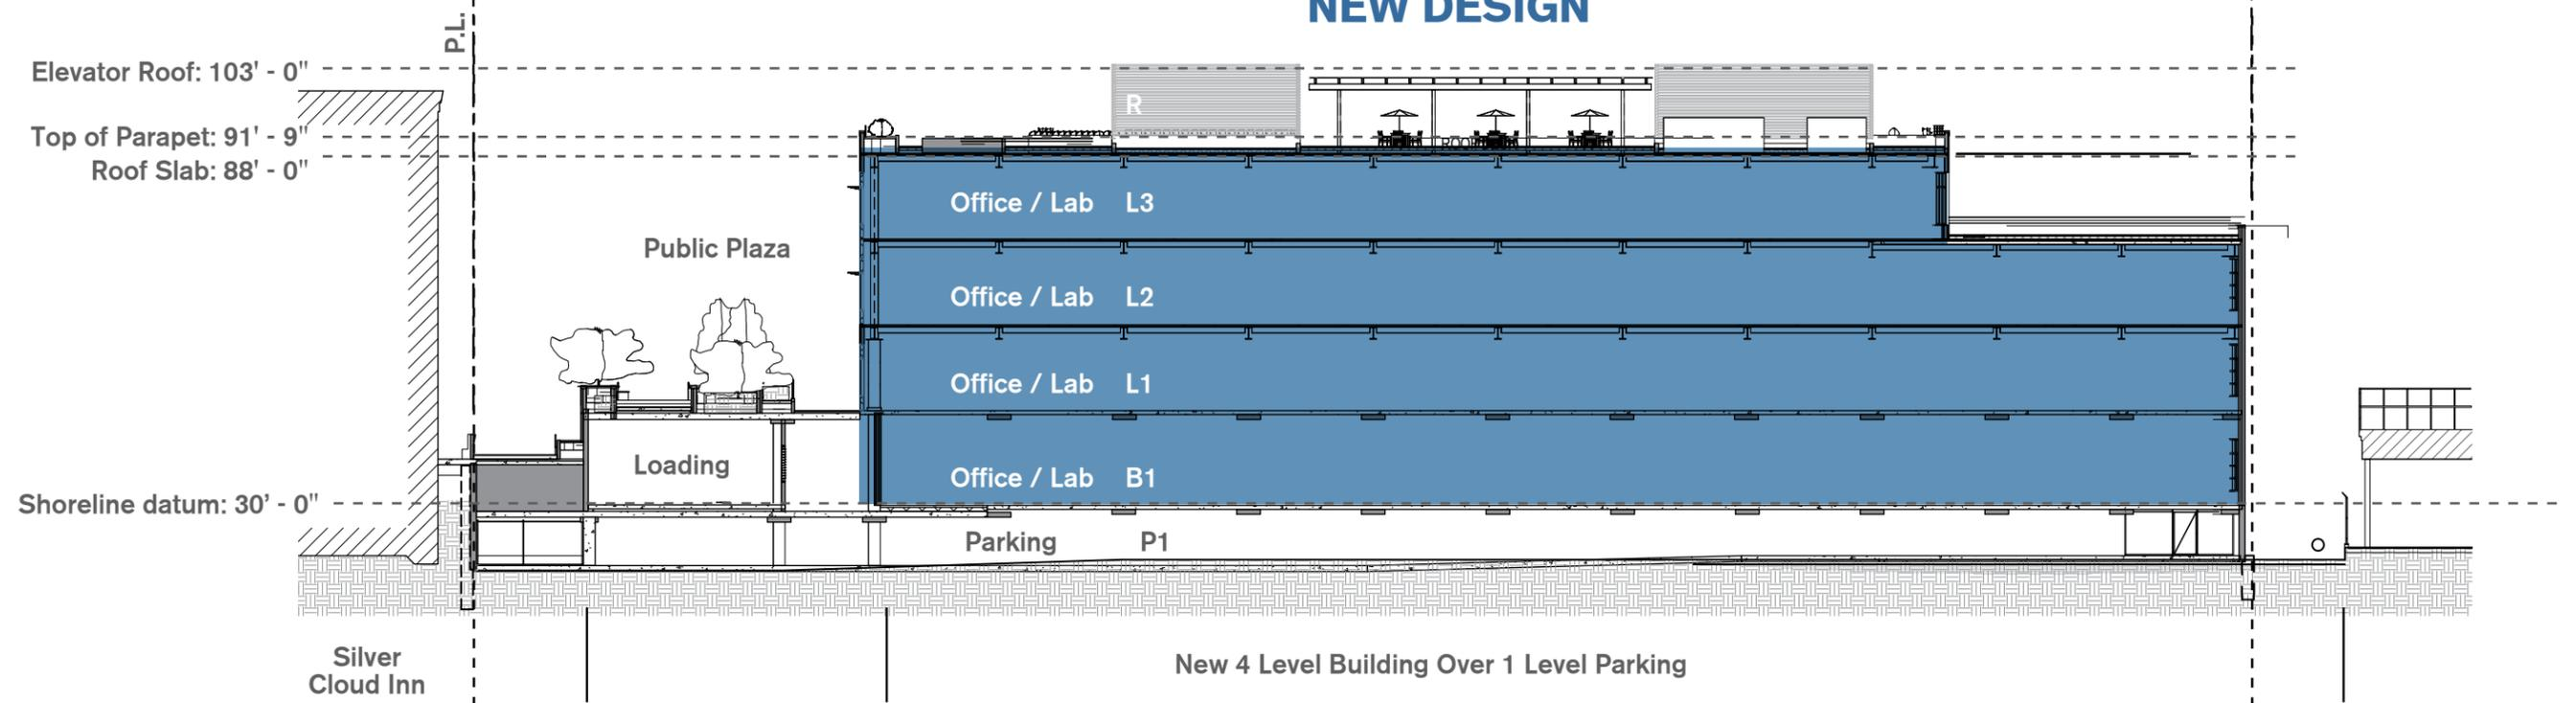 NEW DESIGN
P.L.
Elevator Roof: 103' - 0"
R
Top of Parapet: 91' - 9"
ROOF
Roof Slab: 88' - 0"
Office / Lab L3
Public Plaza
Office / Lab L2
Office / Lab L1
Loading
Office / Lab B1
Shoreline datum: 30’ - 0"
Parking P1
Silver
Cloud Inn
New 4 Level Building Over 1 Level Parking